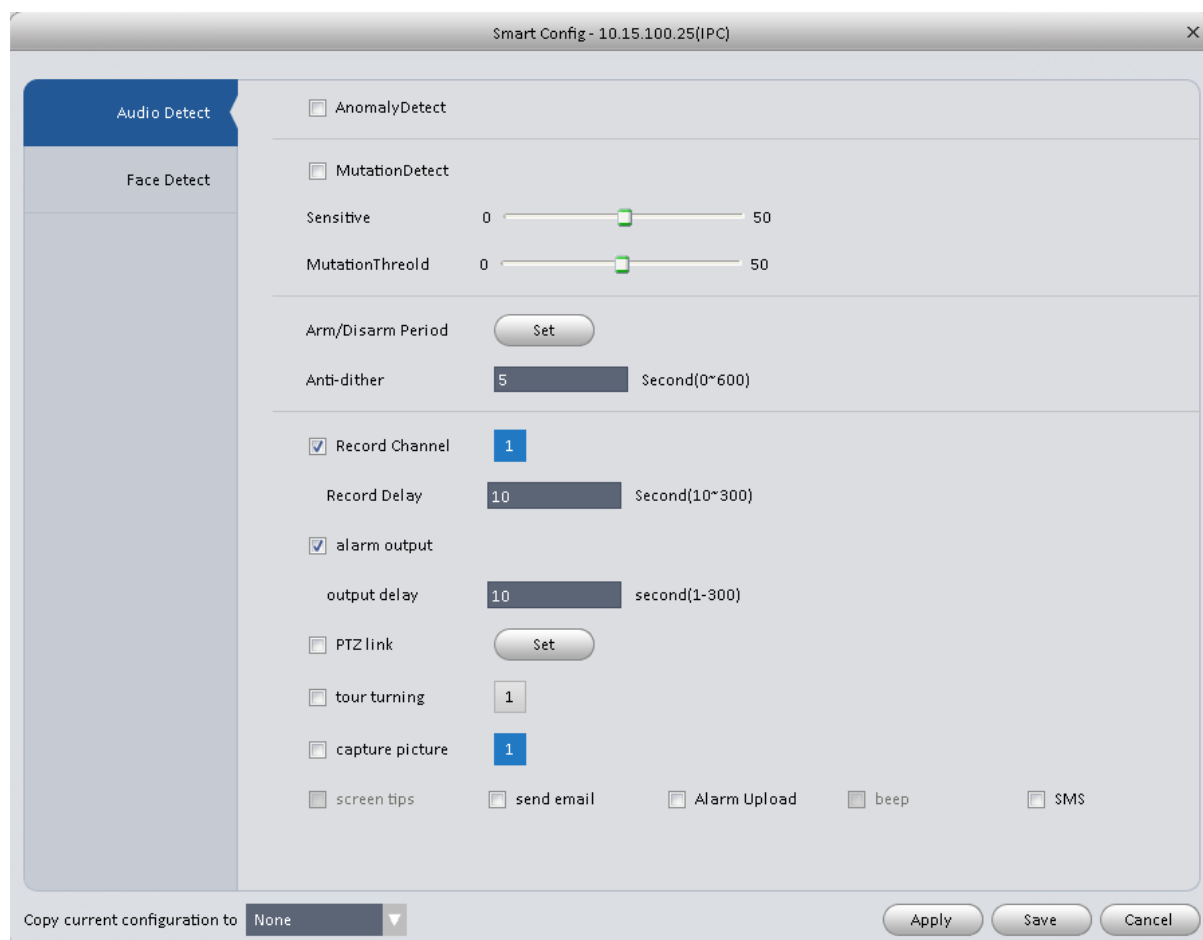 Smart Config - 10.15.100.25(IPC)
Audio Detect
Face Detect
AnomalyDetect
MutationDetect
Sensitive 0 50
MutationThreold 0 50
Arm/Disarm Period Set
Anti-dither 5 Second(0~600)
Record Channel 1
Record Delay 10 Second(10~300)
alarm output
output delay 10 second(1-300)
PTZ link Set
tour turning 1
capture picture 1
screen tips send email Alarm Upload beep SMS
Copy current configuration to None Apply Save Cancel